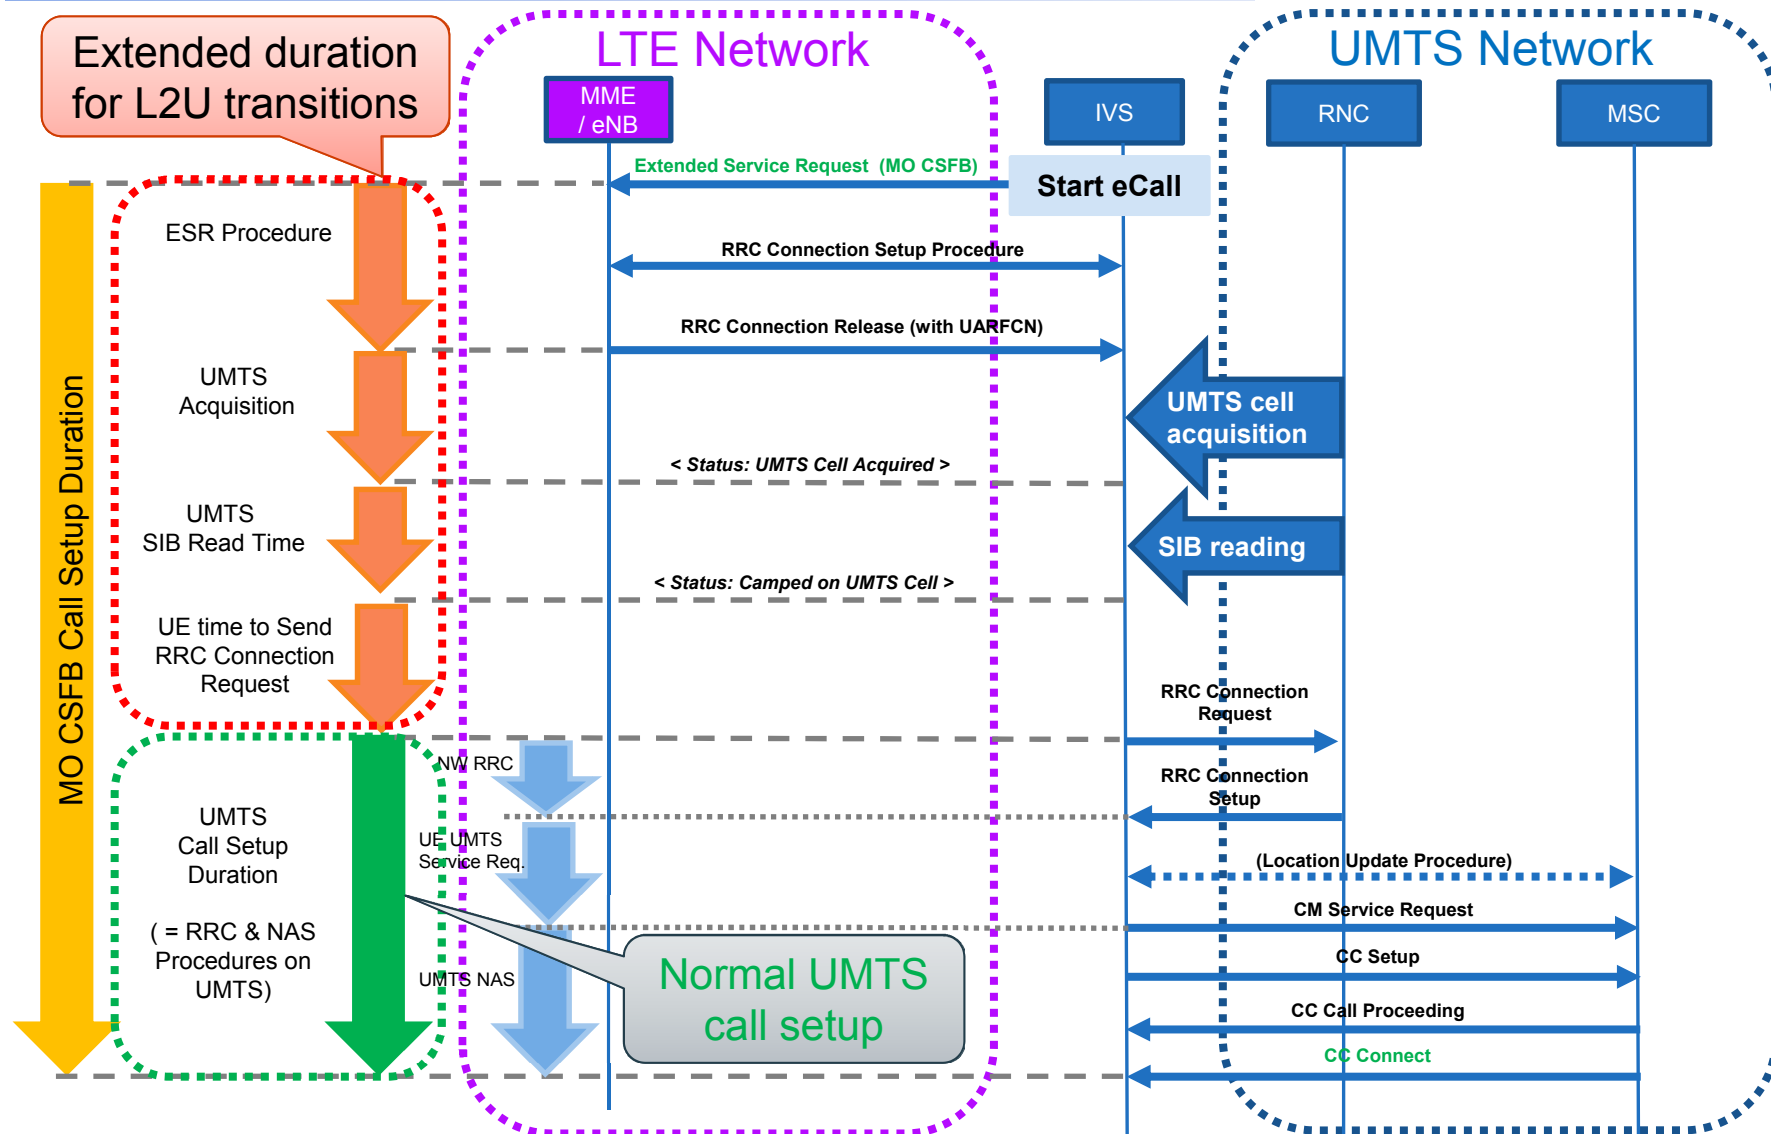 Extended duration
for L2U transitions
LTE Network
UMTS Network
MME
/ eNB
IVS
RNC
MSC
Extended Service Request (MO CSFB)
Start eCall
ESR Procedure
RRC Connection Setup Procedure
RRC Connection Release (with UARFCN)
UMTS
Acquisition
UMTS cell
acquisition
< Status: UMTS Cell Acquired >
UMTS
SIB Read Time
SIB reading
< Status: Camped on UMTS Cell >
MO CSFB Call Setup Duration
UE time to Send
RRC Connection
Request
RRC Connection
Request
NW RRC
RRC Connection
Setup
UMTS
Call Setup
Duration
( = RRC & NAS
Procedures on
UMTS)
UE UMTS
Service Req.
(Location Update Procedure)
CM Service Request
CC Setup
UMTS NAS
Normal UMTS
call setup
CC Call Proceeding
CC Connect